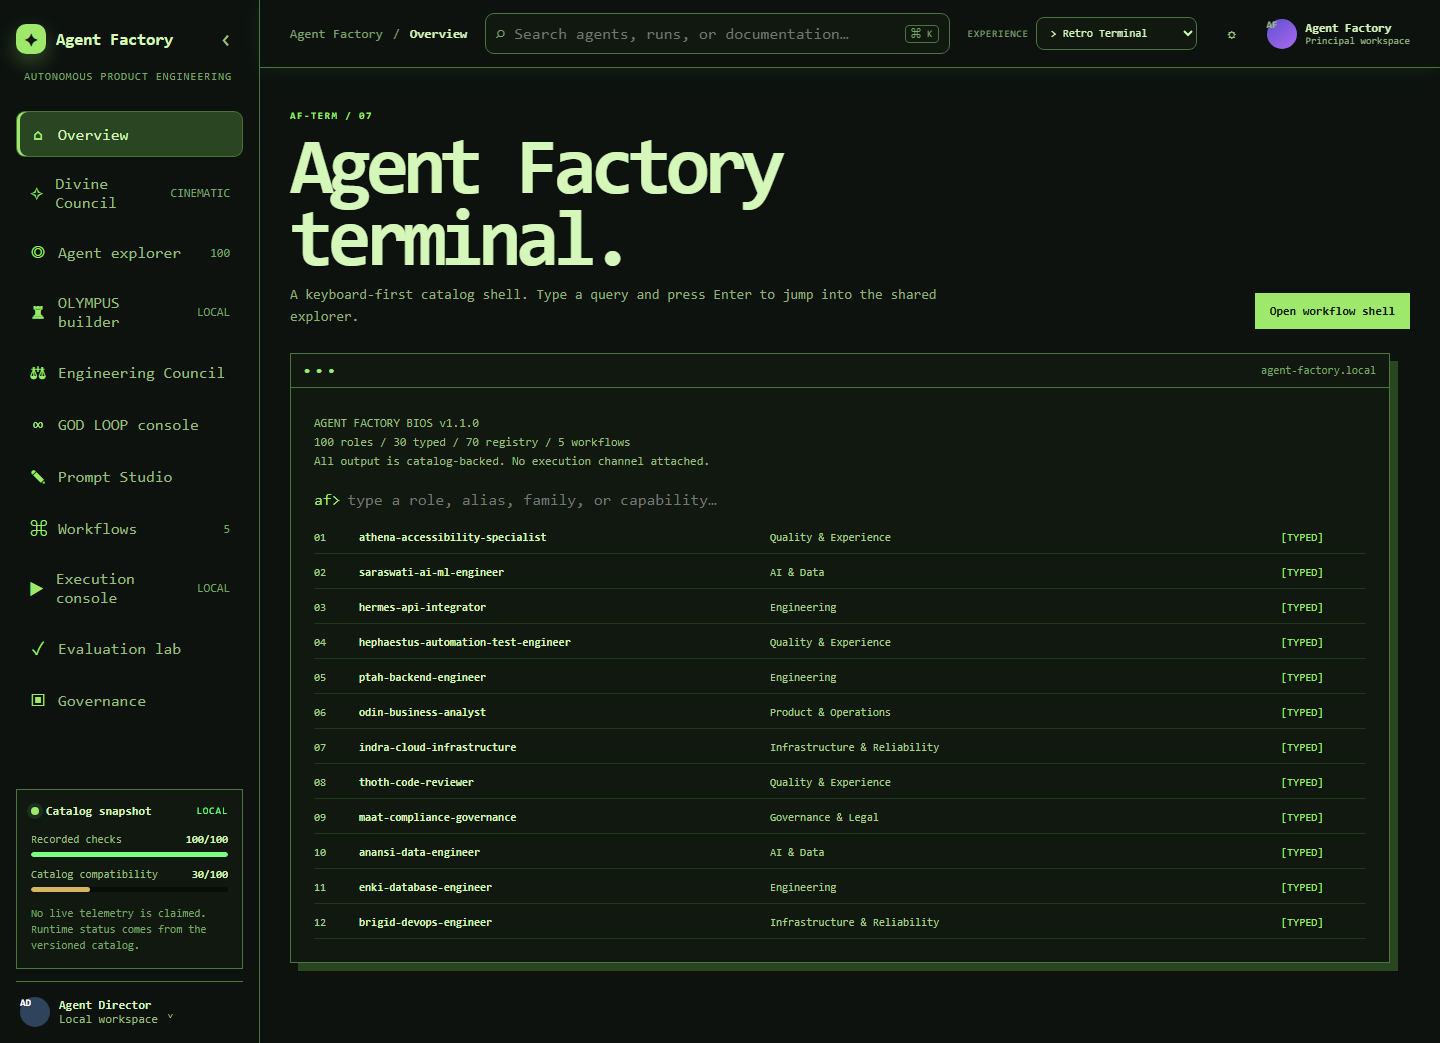 Agent Factory
AUTONOMOUS PRODUCT ENGINEERING
Overview
Divine
Council
CINEMATIC
Agent explorer
100
OLYMPUS
builder
LOCAL
Engineering Council
GOD LOOP console
Prompt Studio
Workflows
5
Execution
console
LOCAL
Evaluation lab
Governance
Catalog snapshot
LOCAL
Recorded checks
100/100
Catalog compatibility
30/100
No live telemetry is claimed.
Runtime status comes from the
versioned catalog.
AD
Agent Director
Local workspace
Agent Factory / Overview
Search agents, runs, or documentation…
⌘ K
EXPERIENCE
> Retro Terminal
AF
Agent Factory
Principal workspace
AF-TERM / 07
Agent Factory
terminal.
A keyboard-first catalog shell. Type a query and press Enter to jump into the shared
explorer.
Open workflow shell
agent-factory.local
AGENT FACTORY BIOS v1.1.0
100 roles / 30 typed / 70 registry / 5 workflows
All output is catalog-backed. No execution channel attached.
af> type a role, alias, family, or capability…
01 athena-accessibility-specialist Quality & Experience [TYPED]
02 saraswati-ai-ml-engineer AI & Data [TYPED]
03 hermes-api-integrator Engineering [TYPED]
04 hephaestus-automation-test-engineer Quality & Experience [TYPED]
05 ptah-backend-engineer Engineering [TYPED]
06 odin-business-analyst Product & Operations [TYPED]
07 indra-cloud-infrastructure Infrastructure & Reliability [TYPED]
08 thoth-code-reviewer Quality & Experience [TYPED]
09 maat-compliance-governance Governance & Legal [TYPED]
10 anansi-data-engineer AI & Data [TYPED]
11 enki-database-engineer Engineering [TYPED]
12 brigid-devops-engineer Infrastructure & Reliability [TYPED]